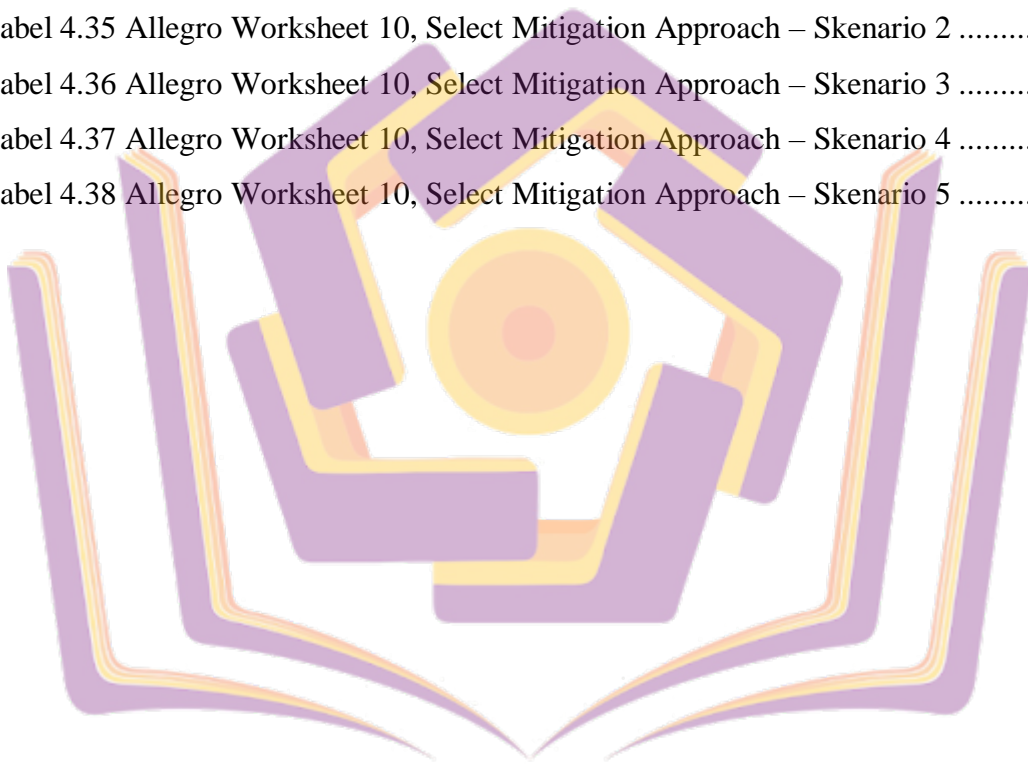 abel 4.35 Allegro Worksheet 10, Select Mitigation Approach – Skenario 2 .........
abel 4.36 Allegro Worksheet 10, Select Mitigation Approach – Skenario 3 .........
abel 4.37 Allegro Worksheet 10, Select Mitigation Approach – Skenario 4 .........
abel 4.38 Allegro Worksheet 10, Select Mitigation Approach – Skenario 5 .........